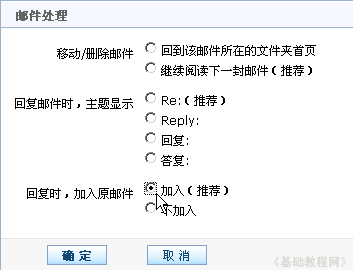 邮件处理
移动/删除邮件
回到该邮件所在的文件夹首页
继续阅读下一封邮件（推荐）
回复邮件时，主题显示
Re:（推荐）
Reply:
回复:
答复:
回复时，加入原邮件
加入（推荐）
不加入
确定
取消
《基础教程网》